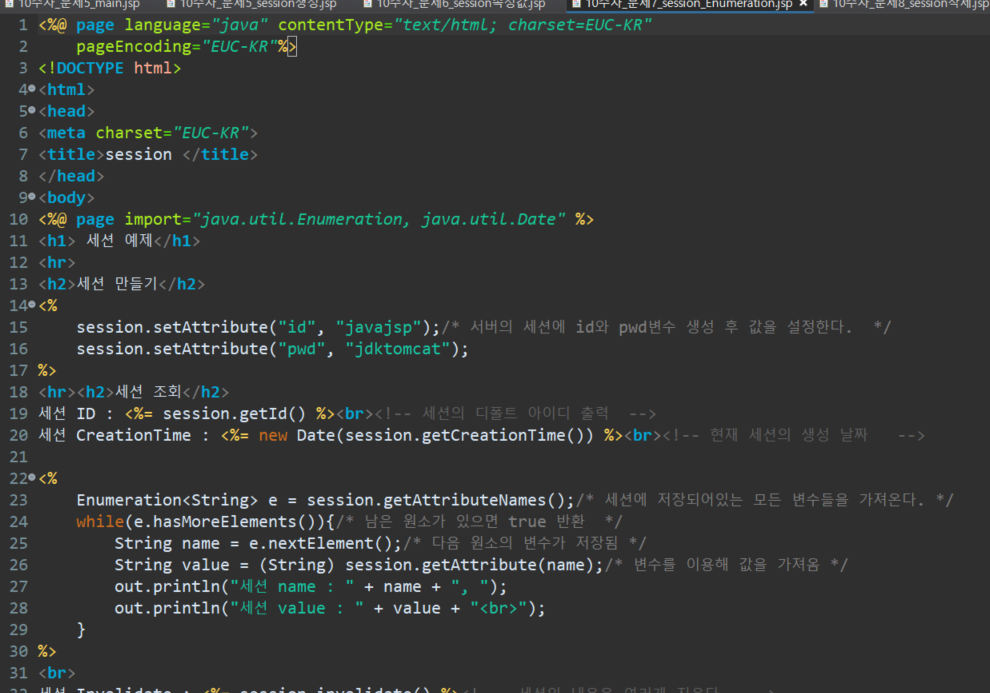 10주차_문제5_main.jsp 10주차_문제5_session생성.jsp 10주차_문제6_session속성값.jsp 10주차_문제7_session_Enumeration.jsp 10주차_문제8_session삭제.jsp
1 <%@ page language="java" contentType="text/html; charset=EUC-KR"
2 pageEncoding="EUC-KR"%>
3 <!DOCTYPE html>
4 <html>
5 <head>
6 <meta charset="EUC-KR">
7 <title>session </title>
8 </head>
9 <body>
10 <%@ page import="java.util.Enumeration, java.util.Date" %>
11 <h1> 세션 예제</h1>
12 <hr>
13 <h2>세션 만들기</h2>
14 <%
15 session.setAttribute("id", "javajsp");/* 서버의 세션에 id와 pwd변수 생성 후 값을 설정한다. */
16 session.setAttribute("pwd", "jdktomcat");
17 %>
18 <hr><h2>세션 조회</h2>
19 세션 ID : <%= session.getId() %><br><!-- 세션의 디폴트 아이디 출력 -->
20 세션 CreationTime : <%= new Date(session.getCreationTime()) %><br><!-- 현재 세션의 생성 날짜 -->
21
22 <%
23 Enumeration<String> e = session.getAttributeNames();/* 세션에 저장되어있는 모든 변수들을 가져온다. */
24 while(e.hasMoreElements()){/* 남은 원소가 있으면 true 반환 */
25 String name = e.nextElement();/* 다음 원소의 변수가 저장됨 */
26 String value = (String) session.getAttribute(name);/* 변수를 이용해 값을 가져옴 */
27 out.println("세션 name : " + name + ", ");
28 out.println("세션 value : " + value + "<br>");
29 }
30 %>
31 <br>
32 세션 Invalidate : <%= session.invalidate() %>